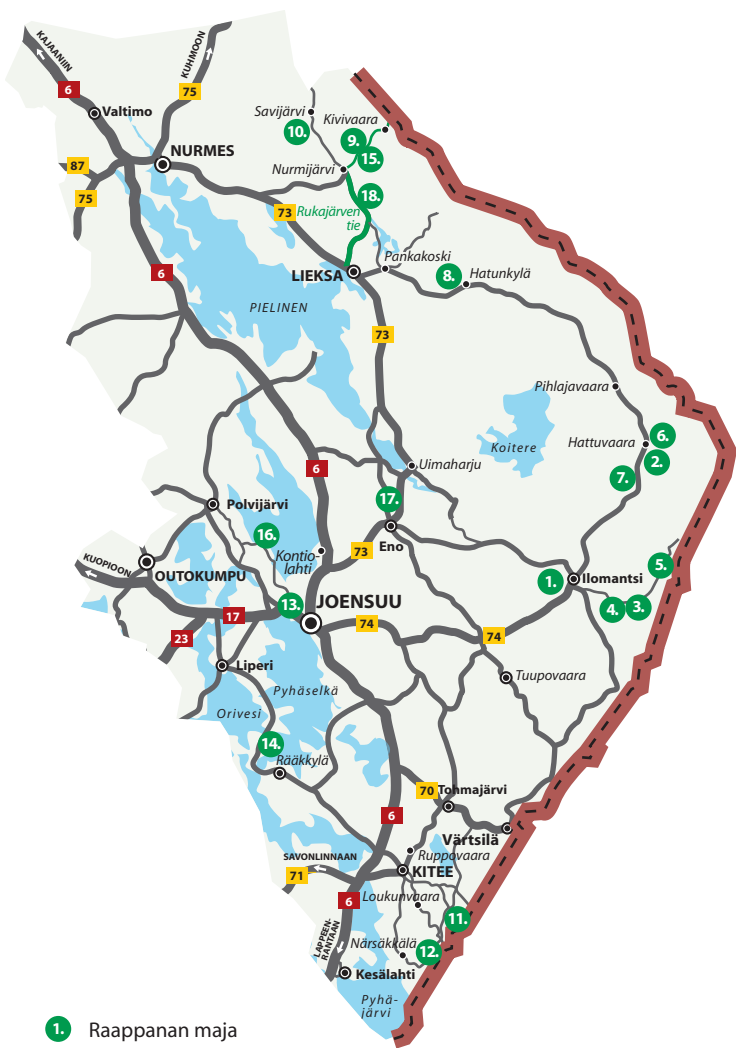 KAJAANIIN
KUHMOON
6
75
Valtimo
Savijärvi
Kivivaara
10.
9.
15.
NURMES
87
75
Nurmijärvi
18.
73
Rukajärven
tie
Pankakoski
6
LIEKSA
8.
Hatunkylä
PIELINEN
73
Pihlajavaara
Koitere
Hattuvaara
6.
2.
7.
6
Uimaharju
17.
Polvijärvi
16.
Eno
Kontio-
lahti
73
KUOPIOON
OUTOKUMPU
1.
Ilomantsi
5.
4.
3.
13.
JOENSUU
17
74
74
23
Liperi
Tuupovaara
Pyhäselkä
Orivesi
14.
Rääkkylä
70
Tohmajärvi
6
Värtsilä
SAVONLINNAAN
Ruppovaara
71
KITEE
6
Loukunvaara
11.
LAPPEEN-
RANTAAN
Närsäkkälä
12.
Kesälahti
Pyhä-
järvi
1. Raappanan maja